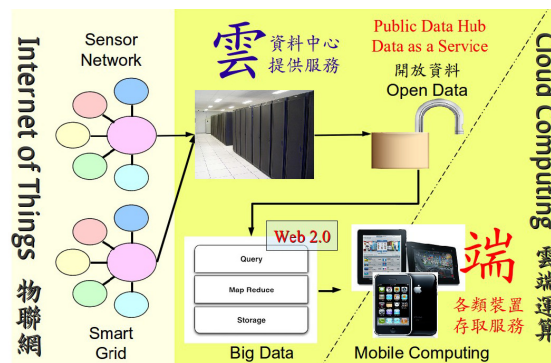 Internet of Things 物聯網
Sensor
Network
Smart
Grid
雲
資料中心
提供服務
Public Data Hub
Data as a Service
開放資料
Open Data
Web 2.0
Query
Map Reduce
Storage
Big Data
端
各類裝置
存取服務
Mobile Computing
Cloud Computing 雲端運算